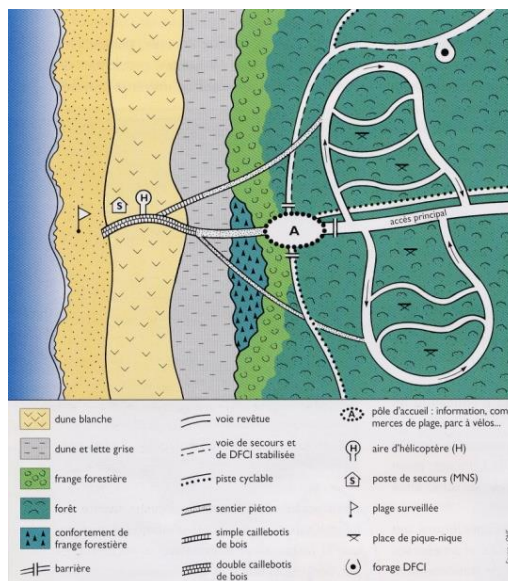 S
H
A
accès principal
dune blanche
dune et lette grise
frange forestière
forêt
confortement de
frange forestière
barrière
voie revêtue
voie de secours et
de DFCI stabilisée
piste cyclable
sentier piéton
simple caillebotis
de bois
double caillebotis
de bois
A
pôle d'accueil : information, com
merces de plage, parc à vélos...
H
aire d'hélicoptère (H)
S
poste de secours (MNS)
plage surveillée
place de pique-nique
forage DFCI